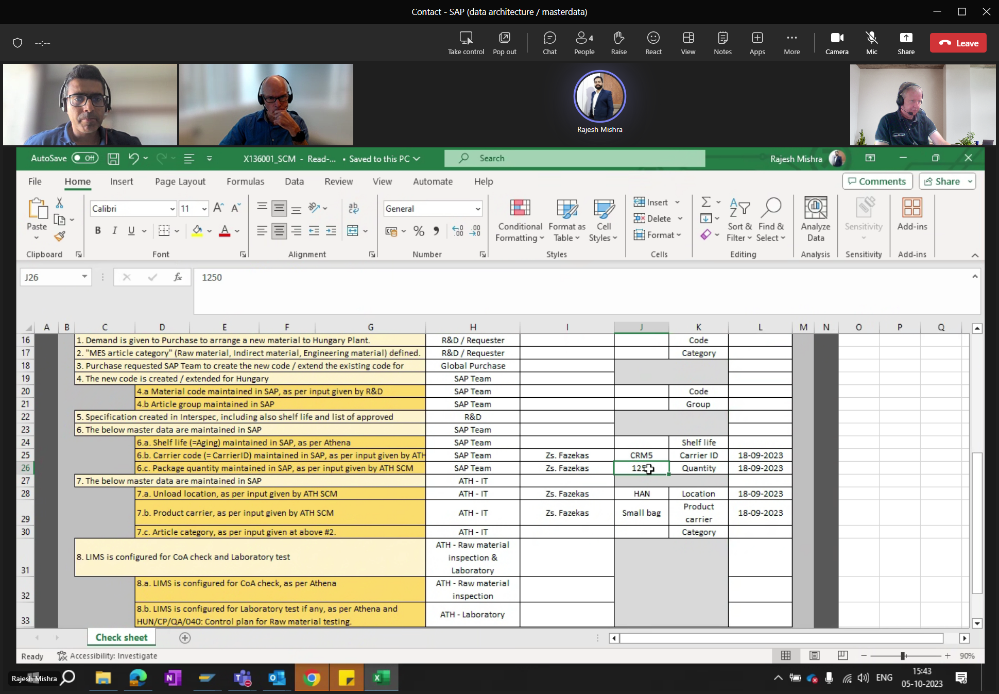 Contact - SAP (data architecture / masterdata)
--:--
Take control
Pop out
Chat
People
4
Raise
React
View
Notes
Apps
More
Camera
Mic
Share
Leave
Rajesh Mishra
AutoSave Off
X136001_SCM - Read-... • Saved to this PC
Search
Rajesh Mishra
File Home Insert Page Layout Formulas Data Review View Automate Help
Comments
Share
Paste
Clipboard
Calibri 11
B I U
Font
Alignment
General
Number
Conditional Formatting
Format as Table
Cell Styles
Styles
Insert
Delete
Format
Cells
Sort & Filter
Find & Select
Editing
Analyze Data
Analysis
Sensitivity
Sensitivity
Add-ins
Add-ins
J26 fx 1250
A B C D E F G H I J K L M N O P Q
16 1. Demand is given to Purchase to arrange a new material to Hungary Plant. R&D / Requester Code
17 2. "MES article category" (Raw material, Indirect material, Engineering material) defined. R&D / Requester Category
18 3. Purchase requested SAP Team to create the new code / extend the existing code for Global Purchase
19 4. The new code is created / extended for Hungary SAP Team
20 4.a Material code maintained in SAP, as per input given by R&D SAP Team Code
21 4.b Article group maintained in SAP SAP Team Group
22 5. Specification created in Interspec, including also shelf life and list of approved R&D
23 6. The below master data are maintained in SAP SAP Team
24 6.a. Shelf life (=Aging) maintained in SAP, as per Athena SAP Team Shelf life
25 6.b. Carrier code (= CarrierID) maintained in SAP, as per input given by ATH SAP Team Zs. Fazekas CRM5 Carrier ID 18-09-2023
26 6.c. Package quantity maintained in SAP, as per input given by ATH SCM SAP Team Zs. Fazekas 125 Quantity 18-09-2023
27 7. The below master data are maintained in SAP ATH - IT
28 7.a. Unload location, as per input given by ATH SCM ATH - IT Zs. Fazekas HAN Location 18-09-2023
29 7.b. Product carrier, as per input given by ATH SCM ATH - IT Zs. Fazekas Small bag Product carrier 18-09-2023
30 7.c. Article category, as per input given at above #2. ATH - IT Category
31 8. LIMS is configured for CoA check and Laboratory test ATH - Raw material inspection & Laboratory
32 8.a. LIMS is configured for CoA check, as per Athena ATH - Raw material inspection
33 8.b. LIMS is configured for Laboratory test if any, as per Athena and
HUN/CP/QA/040: Control plan for Raw material testing. ATH - Laboratory
Check sheet
Ready Accessibility: Investigate 90%
Rajesh Mishra
ENG
15:43
05-10-2023